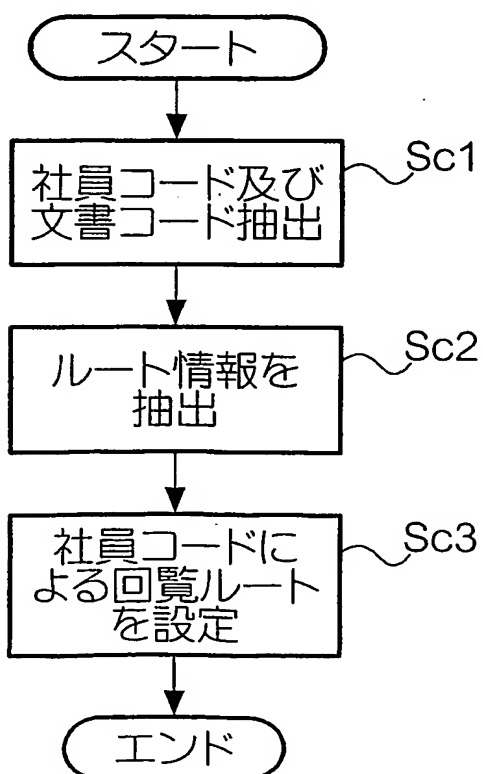 スタート
社員コード及び
文書コード抽出
Sc1
ルート情報を
抽出
Sc2
社員コードに
よる回覧ルート
を設定
Sc3
エンド